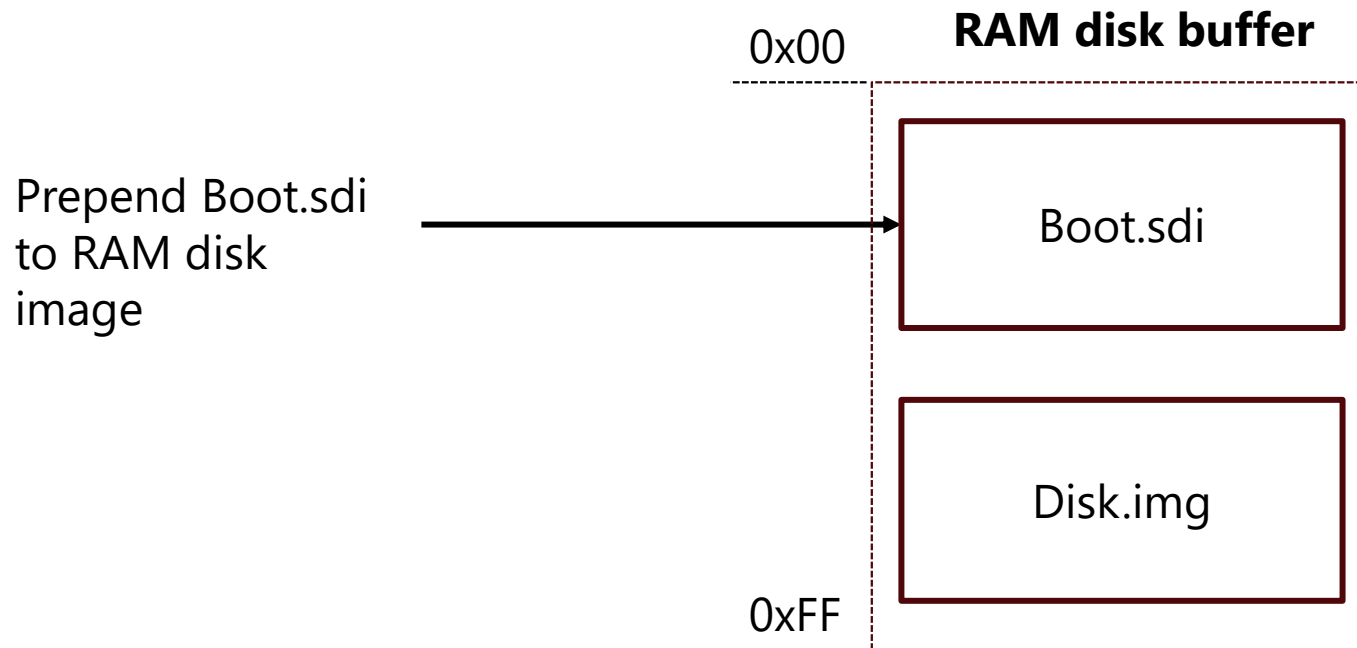 0x00
RAM disk buffer
Prepend Boot.sdi
to RAM disk
image
Boot.sdi
Disk.img
0xFF